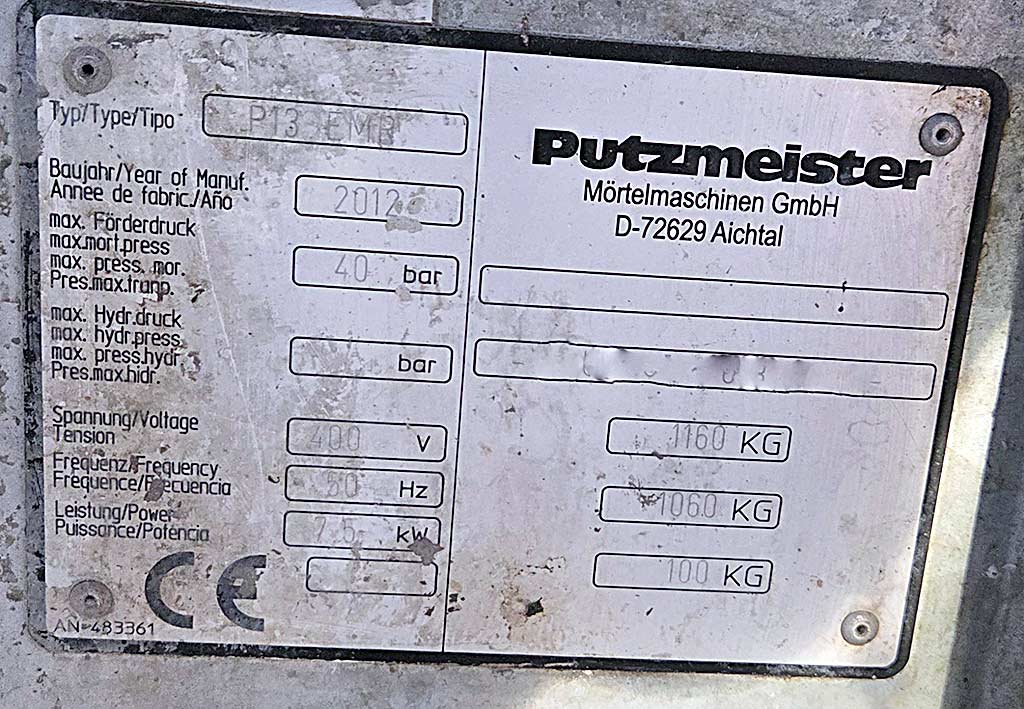 Typ/Type/Tipo P13 EMR
Baujahr/Year of Manuf.
Annee de fabric./Año 2012
max. Förderdruck
max.mort.press
max. press. mor. 40 bar
Pres.max.tranp.
max. Hydr.druck
max. hydr.press.
max. press.hydr. bar
Pres.max.hidr.
Spannung/Voltage
Tension 400 V
Frequenz/Frequency
Fréquence/Frecuencia 50 Hz
Leistung/Power
Puissance/Potencia 7.5 kW
CE
AN-483361
Putzmeister
Mörtelmaschinen GmbH
D-72629 Aichtal
1160 KG
1060 KG
100 KG